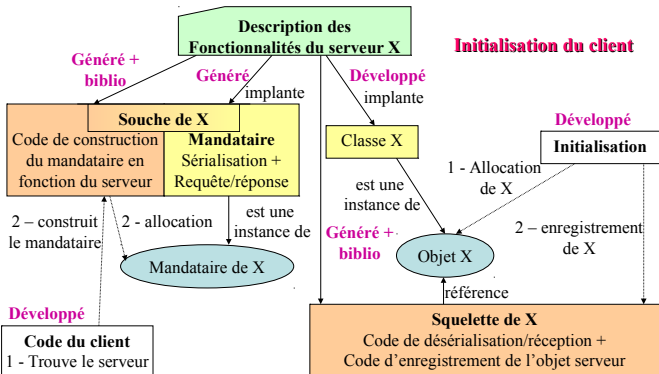 Description des
Fonctionnalités du serveur X
Initialisation du client
Généré +
biblio
Généré
Développé
implante
implante
Souche de X
Code de construction
du mandataire en
fonction du serveur
Mandataire
Sérialisation +
Requête/réponse
Classe X
Développé
Initialisation
1 - Allocation
de X
2 – construit
le mandataire
2 - allocation
est une
instance de
est une
instance de
Généré +
biblio
2 – enregistrement
de X
Mandataire de X
Objet X
référence
Développé
Code du client
1 - Trouve le serveur
Squelette de X
Code de désérialisation/réception +
Code d'enregistrement de l'objet serveur